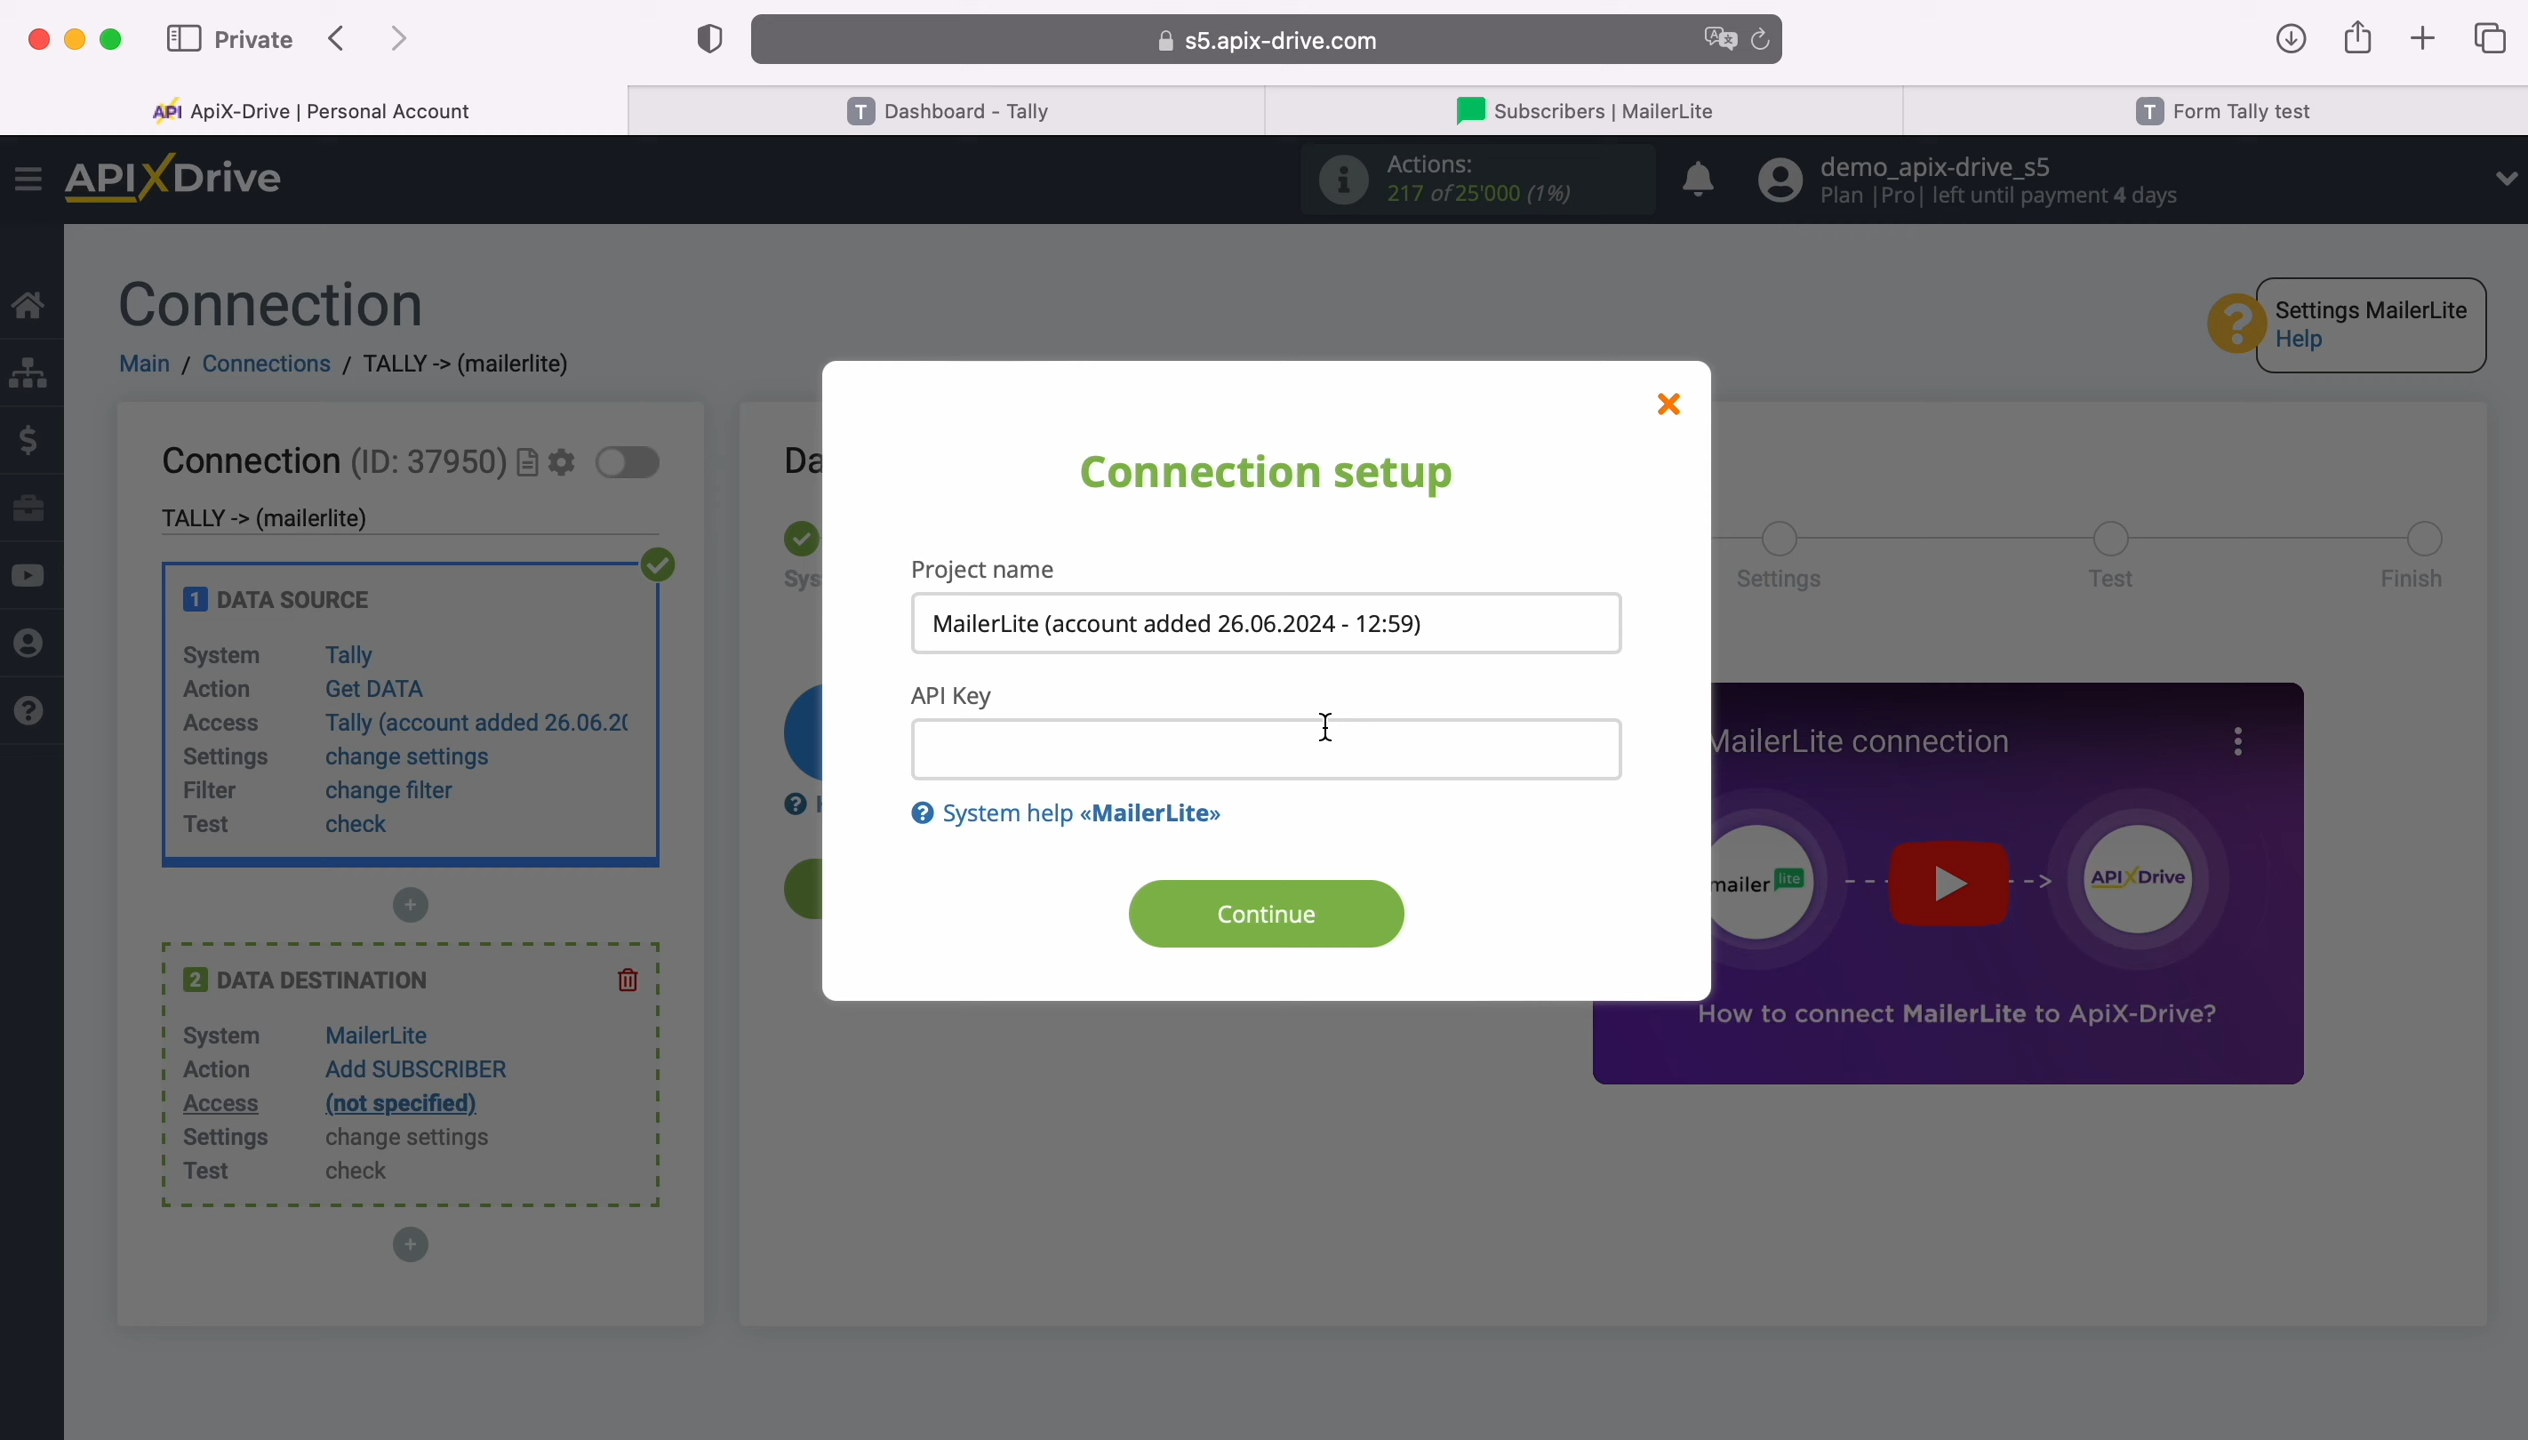 Private
s5.apix-drive.com
API ApiX-Drive | Personal Account
T Dashboard - Tally
Subscribers | MailerLite
T Form Tally test
APIXDrive
Actions:
217 of 25'000 (1%)
demo_apix-drive_s5
Plan |Pro| left until payment 4 days
Connection
Main / Connections / TALLY -> (mailerlite)
Settings MailerLite
Help
Connection (ID: 37950)
TALLY -> (mailerlite)
1 DATA SOURCE
System Tally
Action Get DATA
Access Tally (account added 26.06.20
Settings change settings
Filter change filter
Test check
2 DATA DESTINATION
System MailerLite
Action Add SUBSCRIBER
Access (not specified)
Settings change settings
Test check
Da
Sys
Settings
Test
Finish
Connection setup
Project name
MailerLite (account added 26.06.2024 - 12:59)
API Key
System help «MailerLite»
Continue
MailerLite connection
mailer lite
APIXDrive
How to connect MailerLite to ApiX-Drive?